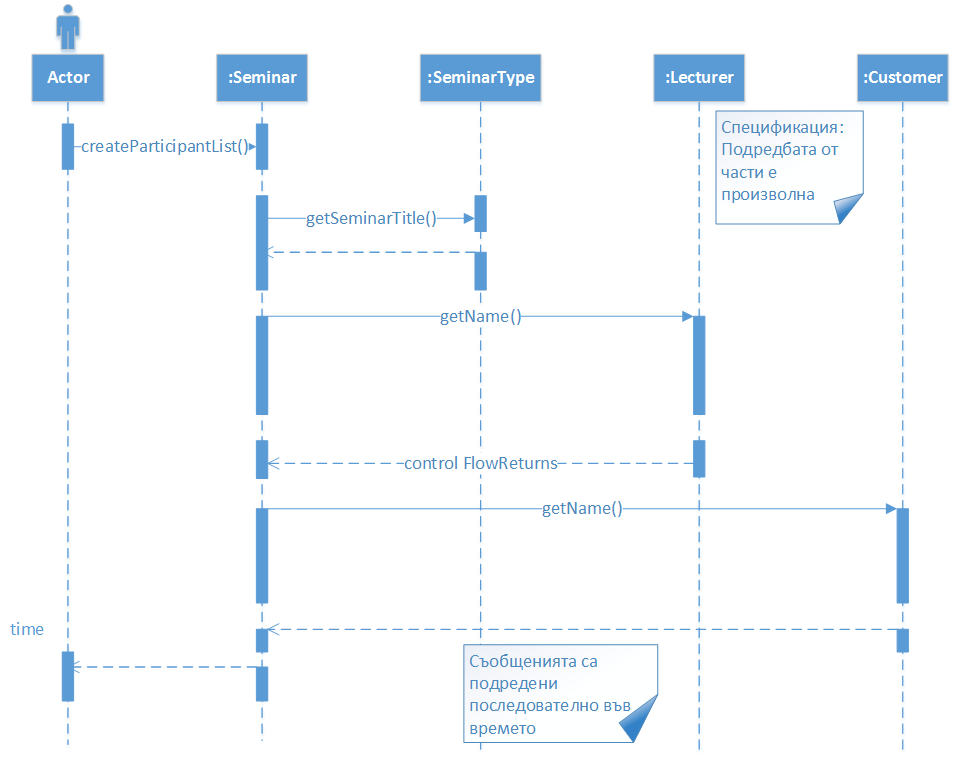 Actor
:Seminar
:SeminarType
:Lecturer
:Customer
Спецификация:
Подредбата от
части е
произволна
createParticipantList()
getSeminarTitle()
getName()
control FlowReturns
getName()
time
Съобщенията са
подредени
последователно във
времето